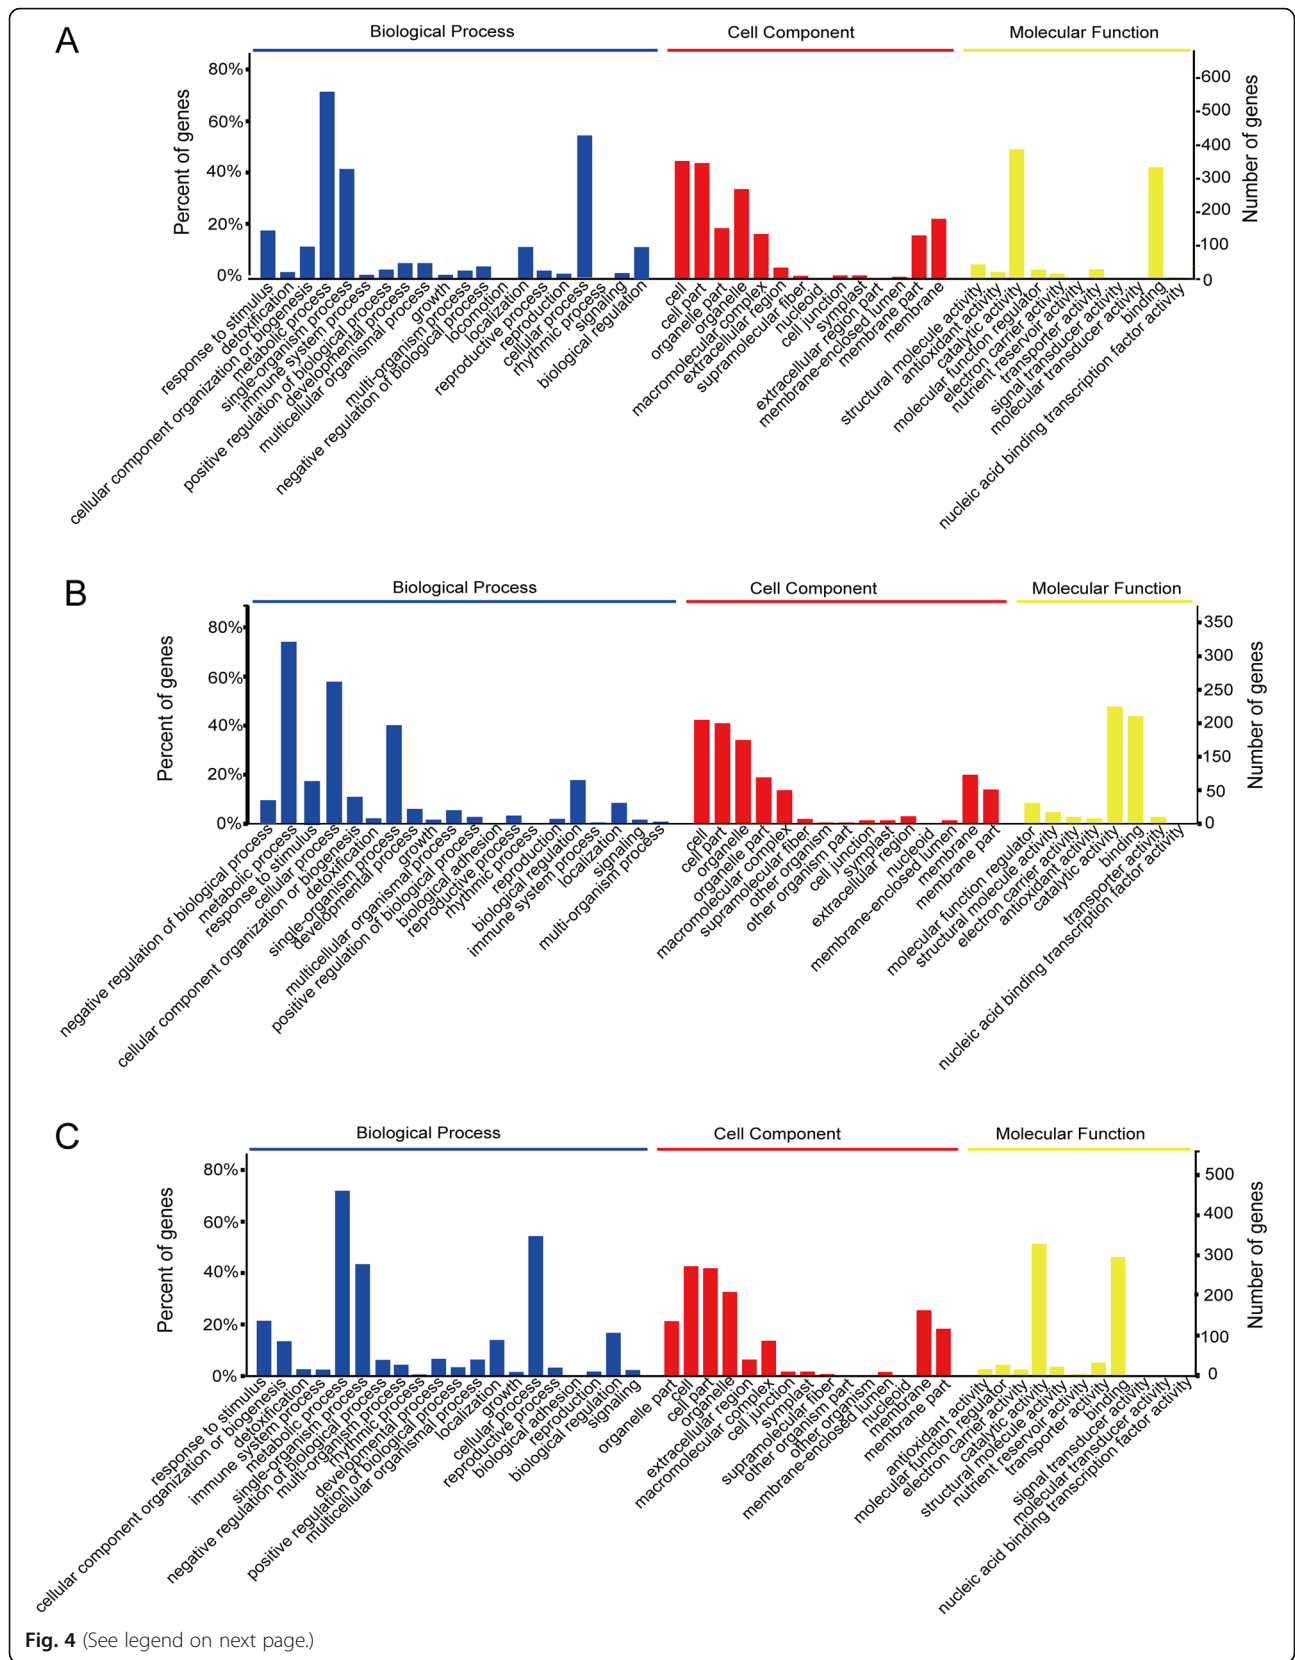 A
Biological Process
Cell Component
Molecular Function
Percent of genes
80%
60%
40%
20%
0%
Number of genes
600
500
400
300
200
100
0
response to stimulus
detoxification
cellular component organization or biogenesis
metabolic process
single-organism process
immune system process
positive regulation of biological process
developmental process
multicellular organismal process
growth
multi-organism process
negative regulation of biological process
locomotion
localization
reproductive process
reproduction
cellular process
rhythmic process
signaling
biological regulation
cell
cell part
organelle part
organelle
macromolecular complex
extracellular region
supramolecular fiber
nucleoid
cell junction
symplast
extracellular region part
membrane-enclosed lumen
membrane part
membrane
structural molecule activity
antioxidant activity
catalytic activity
molecular function regulator
electron carrier activity
nutrient reservoir activity
transporter activity
signal transducer activity
molecular transducer activity
binding
nucleic acid binding transcription factor activity
B
Biological Process
Cell Component
Molecular Function
Percent of genes
80%
60%
40%
20%
0%
Number of genes
350
300
250
200
150
100
50
0
negative regulation of biological process
metabolic process
response to stimulus
cellular process
cellular component organization or biogenesis
detoxification
single-organism process
developmental process
growth
multicellular organismal process
positive regulation of biological process
biological adhesion
reproductive process
rhythmic process
reproduction
biological regulation
immune system process
localization
signaling
multi-organism process
cell
cell part
organelle
organelle part
macromolecular complex
supramolecular fiber
other organism
other organism part
cell junction
symplast
extracellular region
nucleoid
membrane-enclosed lumen
membrane
membrane part
molecular function regulator
structural molecule activity
electron carrier activity
antioxidant activity
catalytic activity
binding
transporter activity
nucleic acid binding transcription factor activity
C
Biological Process
Cell Component
Molecular Function
Percent of genes
80%
60%
40%
20%
0%
Number of genes
500
400
300
200
100
0
response to stimulus
cellular component organization or biogenesis
detoxification
immune system process
metabolic process
single-organism process
negative regulation of biological process
multi-organism process
rhythmic process
developmental process
positive regulation of biological process
multicellular organismal process
localization
growth
cellular process
reproductive process
biological adhesion
reproduction
biological regulation
signaling
organelle part
cell
cell part
organelle
extracellular region
macromolecular complex
cell junction
symplast
supramolecular fiber
other organism part
other organism
membrane-enclosed lumen
nucleoid
membrane
membrane part
antioxidant activity
molecular function regulator
electron carrier activity
catalytic activity
structural molecule activity
nutrient reservoir activity
transporter activity
binding
signal transducer activity
molecular transducer activity
nucleic acid binding transcription factor activity
Fig. 4 (See legend on next page.)